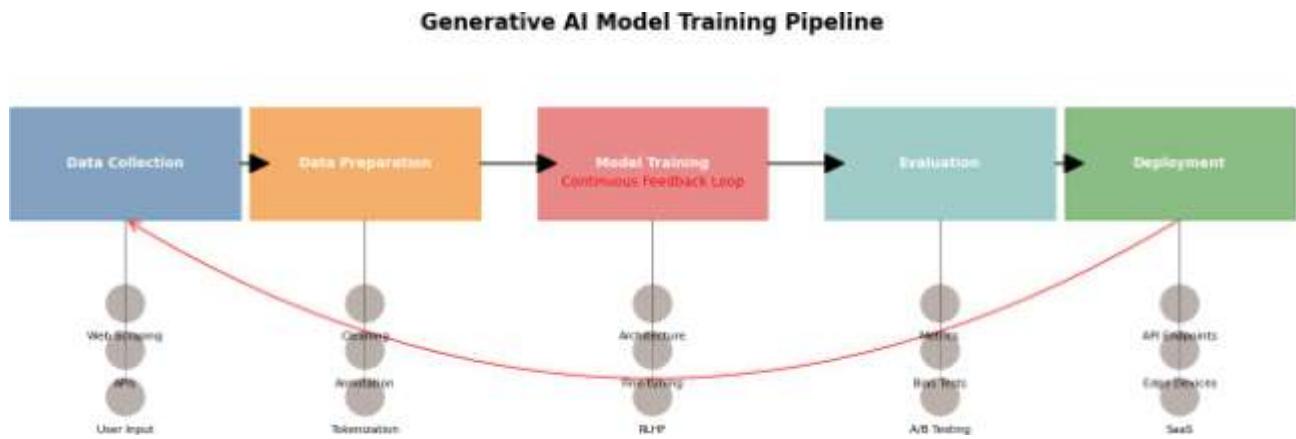 Generative AI Model Training Pipeline
Data Collection
Data Preparation
Model Training
Continuous Feedback Loop
Evaluation
Deployment
Web Scraping
Cleaning
Architecture
Metrics
API Endpoints
APIs
Annotation
Fine-tuning
Bias Tests
Edge Devices
User Input
Tokenization
RLHF
A/B Testing
SaaS